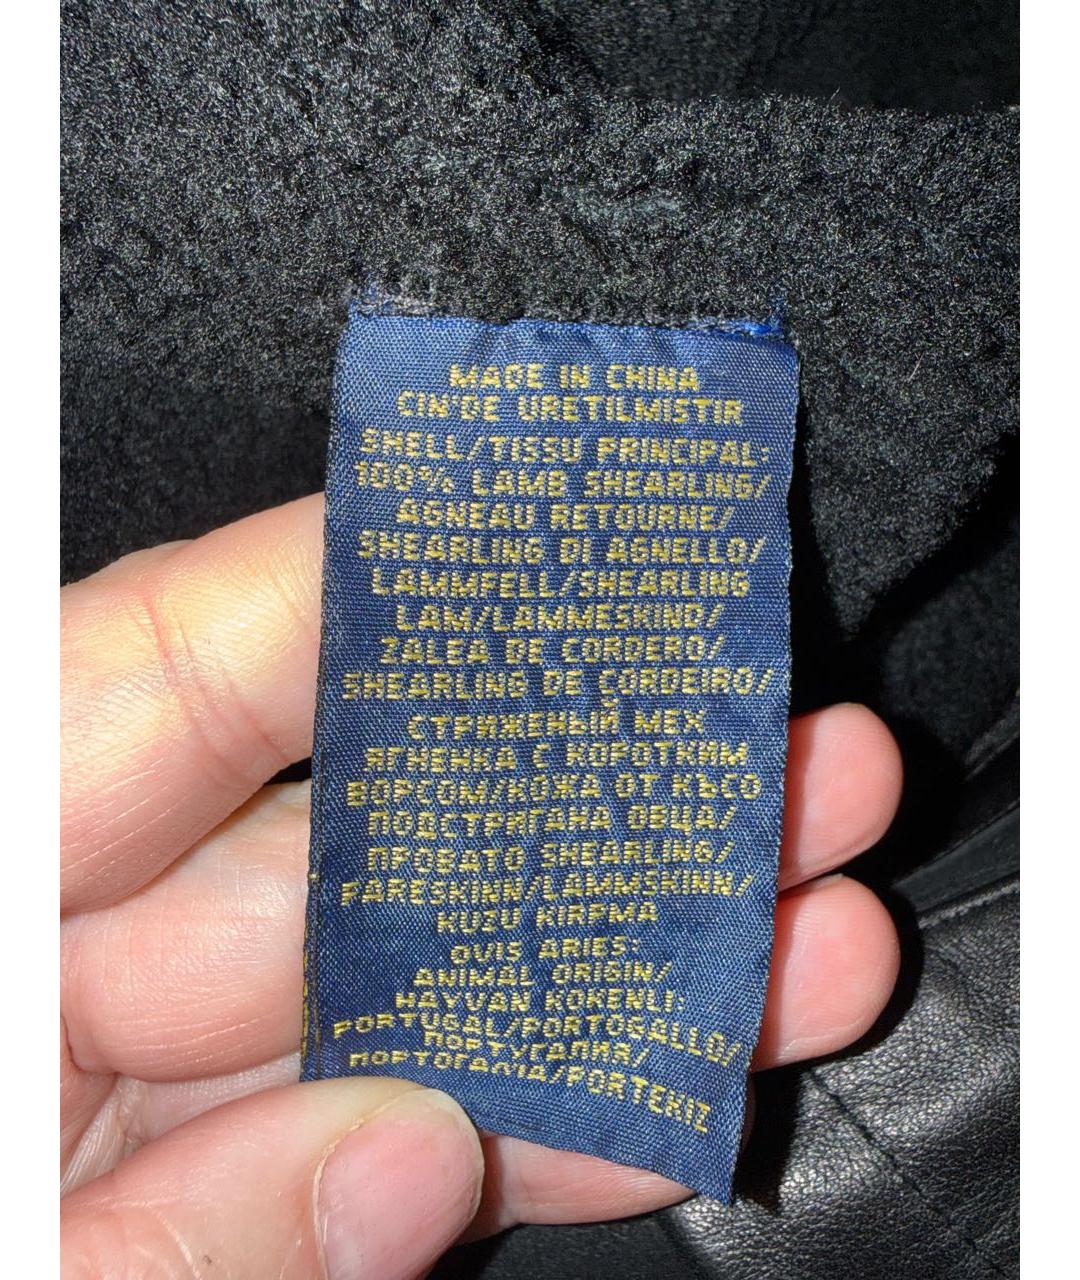 MADE IN CHINA
CIN'DE URETILMISTIR
SHELL/TISSU PRINCIPAL:
100% LAMB SHEARLING/
AGNEAU RETOURNE/
SHEARLING DI AGNELLO/
LAMMFELL/SHEARLING
LAM/LAMMESKIND/
ZALEA DE CORDERO/
SHEARLING DE CORDEIRO/
СТРИЖЕНЫЙ МЕХ
ЯГНЕНКА С КОРОТКИМ
ВОРСОМ/КОЖА ОТ КЪСО
ПОДСТРИГАНА ОВЦА/
ΠΡΟΒΑΤΟ SHEARLING/
FARESKINN/LAMMSKINN/
KUZU KIRPMA
OVIS ARIES:
ANIMAL ORIGIN/
HAYVAN KOKENLI:
PORTUGAL/PORTOGALLO/
ПОРТУГАЛИЯ/
ΠΟΡΤΟΓΑΛΙΑ/PORTEKIZ